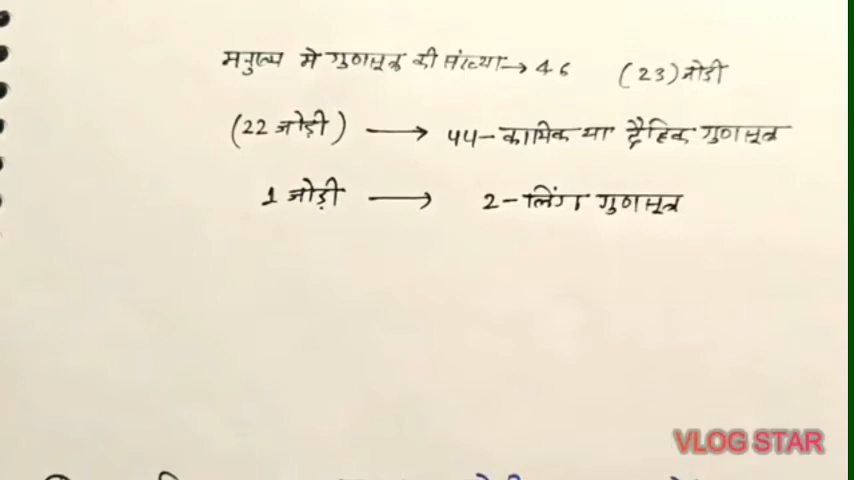 मनुष्य मे गुणसूत्र की संख्या → 46 (23) जोड़ी
(22 जोड़ी) → 44 - कायिक या दैहिक गुणसूत्र
1 जोड़ी → 2 - लिंग गुणसूत्र
VLOG STAR